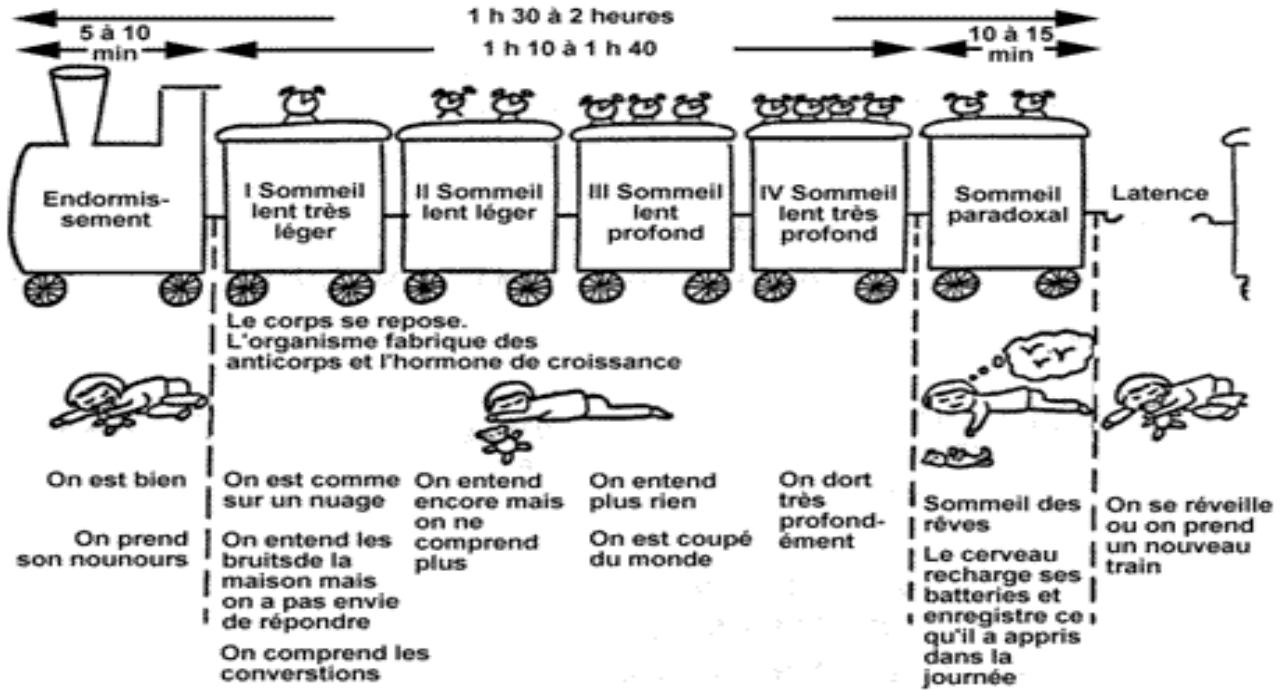 1 h 30 à 2 heures
5 à 10
min
1 h 10 à 1 h 40
10 à 15
min
Endormis-
sement
I Sommeil
lent très
léger
II Sommeil
lent léger
III Sommeil
lent
profond
IV Sommeil
lent très
profond
Sommeil
paradoxal
Latence
Le corps se repose.
L'organisme fabrique des
anticorps et l'hormone de croissance
On est bien
On prend
son nounours
On est comme
sur un nuage
On entend les
bruitsde la
maison mais
on a pas envie
de répondre
On comprend les
converstions
On entend
encore mais
on ne
comprend
plus
On entend
plus rien
On est coupé
du monde
On dort
très
profond-
ément
Sommeil des
rêves
Le cerveau
recharge ses
batteries et
enregistre ce
qu'il a appris
dans la
journée
On se réveille
ou on prend
un nouveau
train